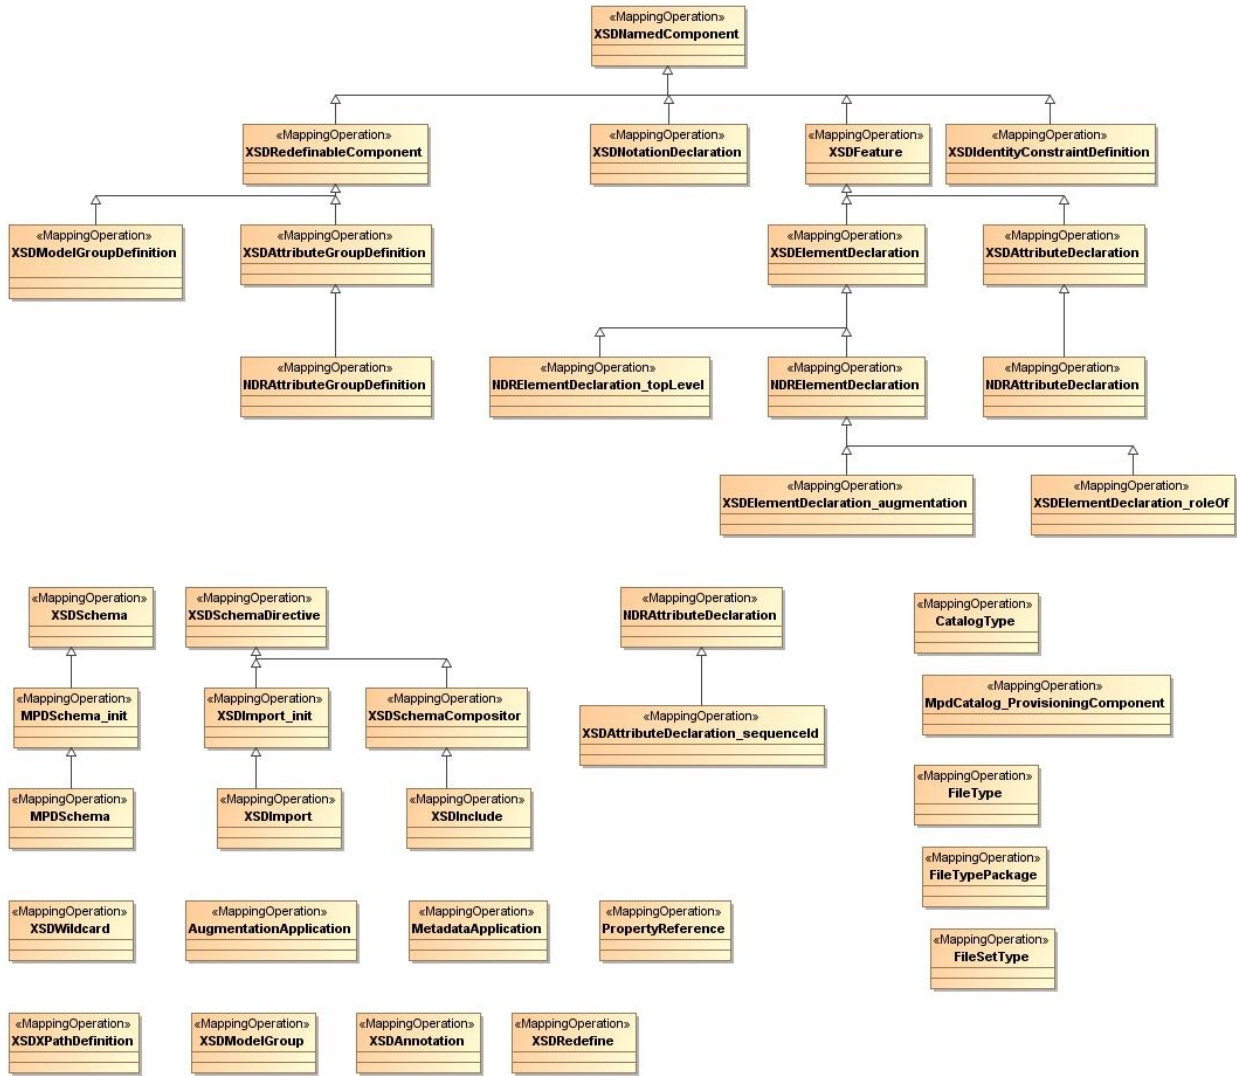 «MappingOperation»
XSDNamedComponent
«MappingOperation»
XSDRedefinableComponent
«MappingOperation»
XSDNotationDeclaration
«MappingOperation»
XSDFeature
«MappingOperation»
XSDIdentityConstraintDefinition
«MappingOperation»
XSDModelGroupDefinition
«MappingOperation»
XSDAttributeGroupDefinition
«MappingOperation»
XSDElementDeclaration
«MappingOperation»
XSDAttributeDeclaration
«MappingOperation»
NDRAttributeGroupDefinition
«MappingOperation»
NDRElementDeclaration_topLevel
«MappingOperation»
NDRElementDeclaration
«MappingOperation»
NDRAttributeDeclaration
«MappingOperation»
XSDElementDeclaration_augmentation
«MappingOperation»
XSDElementDeclaration_roleOf
«MappingOperation»
XSDSchema
«MappingOperation»
XSDSchemaDirective
«MappingOperation»
NDRAttributeDeclaration
«MappingOperation»
CatalogType
«MappingOperation»
MPDSchema_init
«MappingOperation»
XSDImport_init
«MappingOperation»
XSDSchemaCompositor
«MappingOperation»
XSDAttributeDeclaration_sequenceId
«MappingOperation»
MpdCatalog_ProvisioningComponent
«MappingOperation»
MPDSchema
«MappingOperation»
XSDImport
«MappingOperation»
XSDInclude
«MappingOperation»
FileType
«MappingOperation»
FileTypePackage
«MappingOperation»
XSDWildcard
«MappingOperation»
AugmentationApplication
«MappingOperation»
MetadataApplication
«MappingOperation»
PropertyReference
«MappingOperation»
FileSetType
«MappingOperation»
XSDXPathDefinition
«MappingOperation»
XSDModelGroup
«MappingOperation»
XSDAnnotation
«MappingOperation»
XSDRedefine